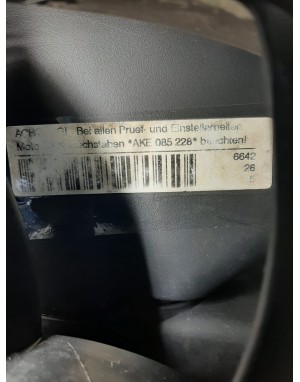 Bei allen Pruef- und Einstellarbeiten
"AKE 085 228" beachten!
6642
26